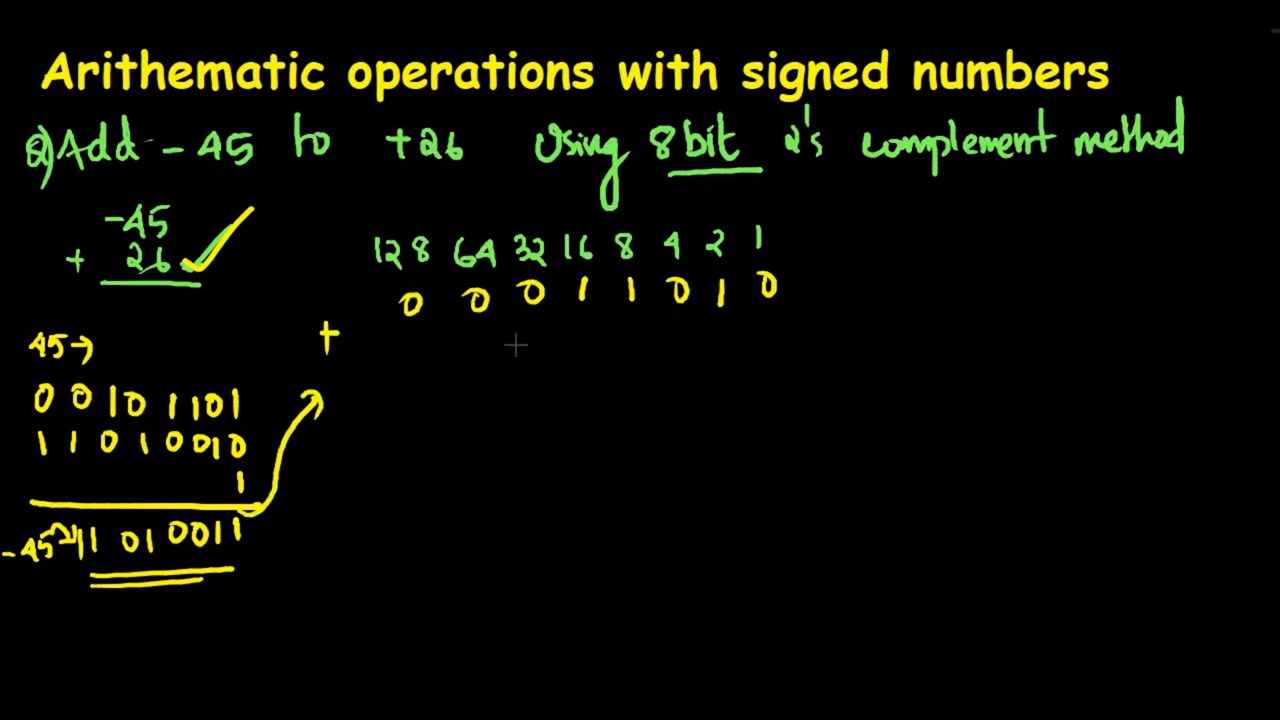 Arithematic operations with signed numbers
Q) Add -45 to +26 Using 8bit 2's complement method
-45
+ 26
128 64 32 16 8 4 2 1
0 0 0 1 1 0 1 0
+
45→
0 0 1 0 1 1 0 1
1 1 0 1 0 0 1 0
1
-45→ 1 1 0 1 0 0 1 1